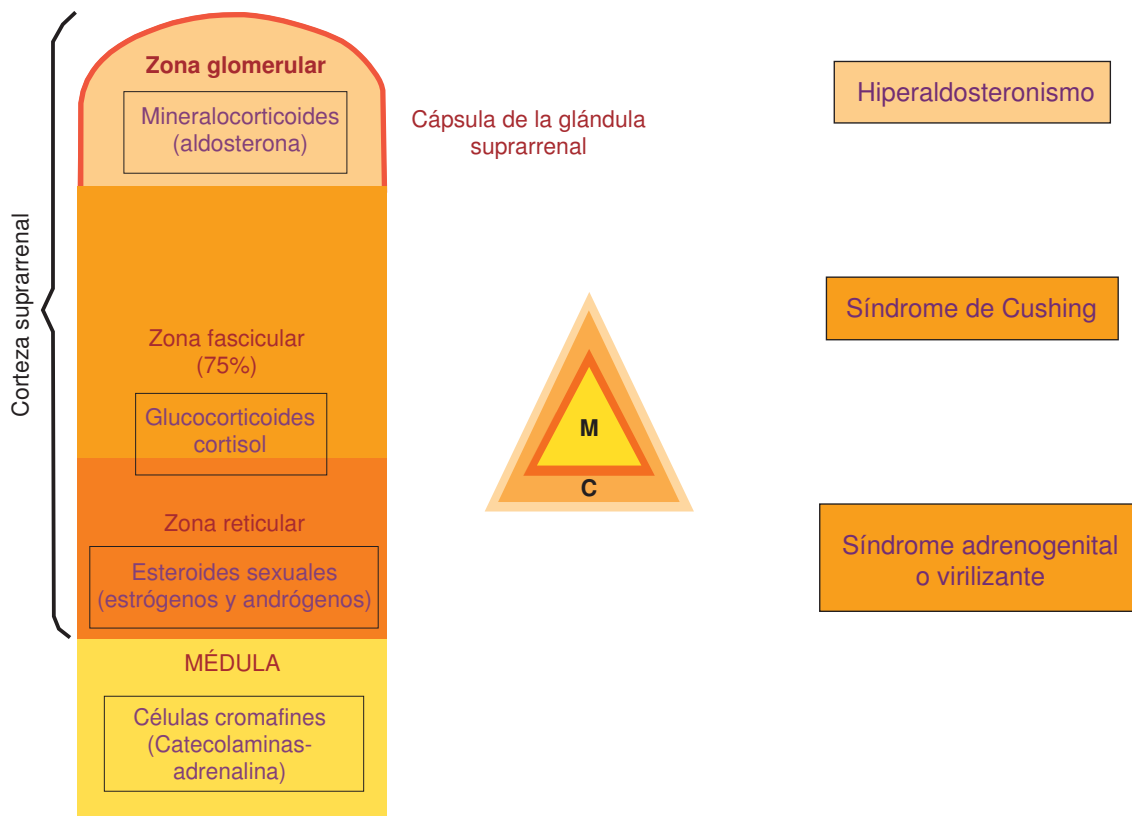 Corteza suprarrenal
Zona glomerular
Mineralocorticoides
(aldosterona)
Cápsula de la glándula
suprarrenal
Zona fascicular
(75%)
Glucocorticoides
cortisol
Zona reticular
Esteroides sexuales
(estrógenos y andrógenos)
MÉDULA
Células cromafines
(Catecolaminas-
adrenalina)
M
C
Hiperaldosteronismo
Síndrome de Cushing
Síndrome adrenogenital
o virilizante